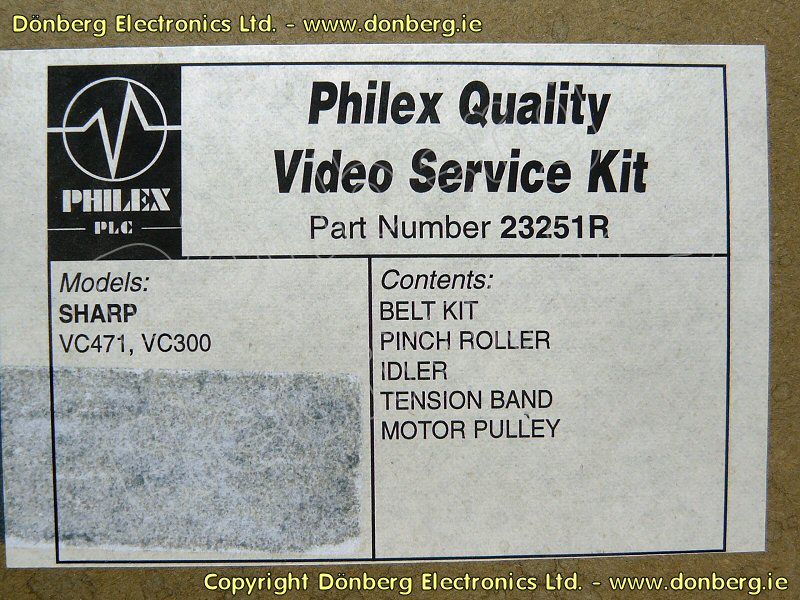 Dönberg Electronics Ltd. - www.donberg.ie
PHILEX
PLC
Philex Quality
Video Service Kit
Part Number 23251R
Models:
SHARP
VC471, VC300
Contents:
BELT KIT
PINCH ROLLER
IDLER
TENSION BAND
MOTOR PULLEY
Copyright Dönberg Electronics Ltd. - www.donberg.ie